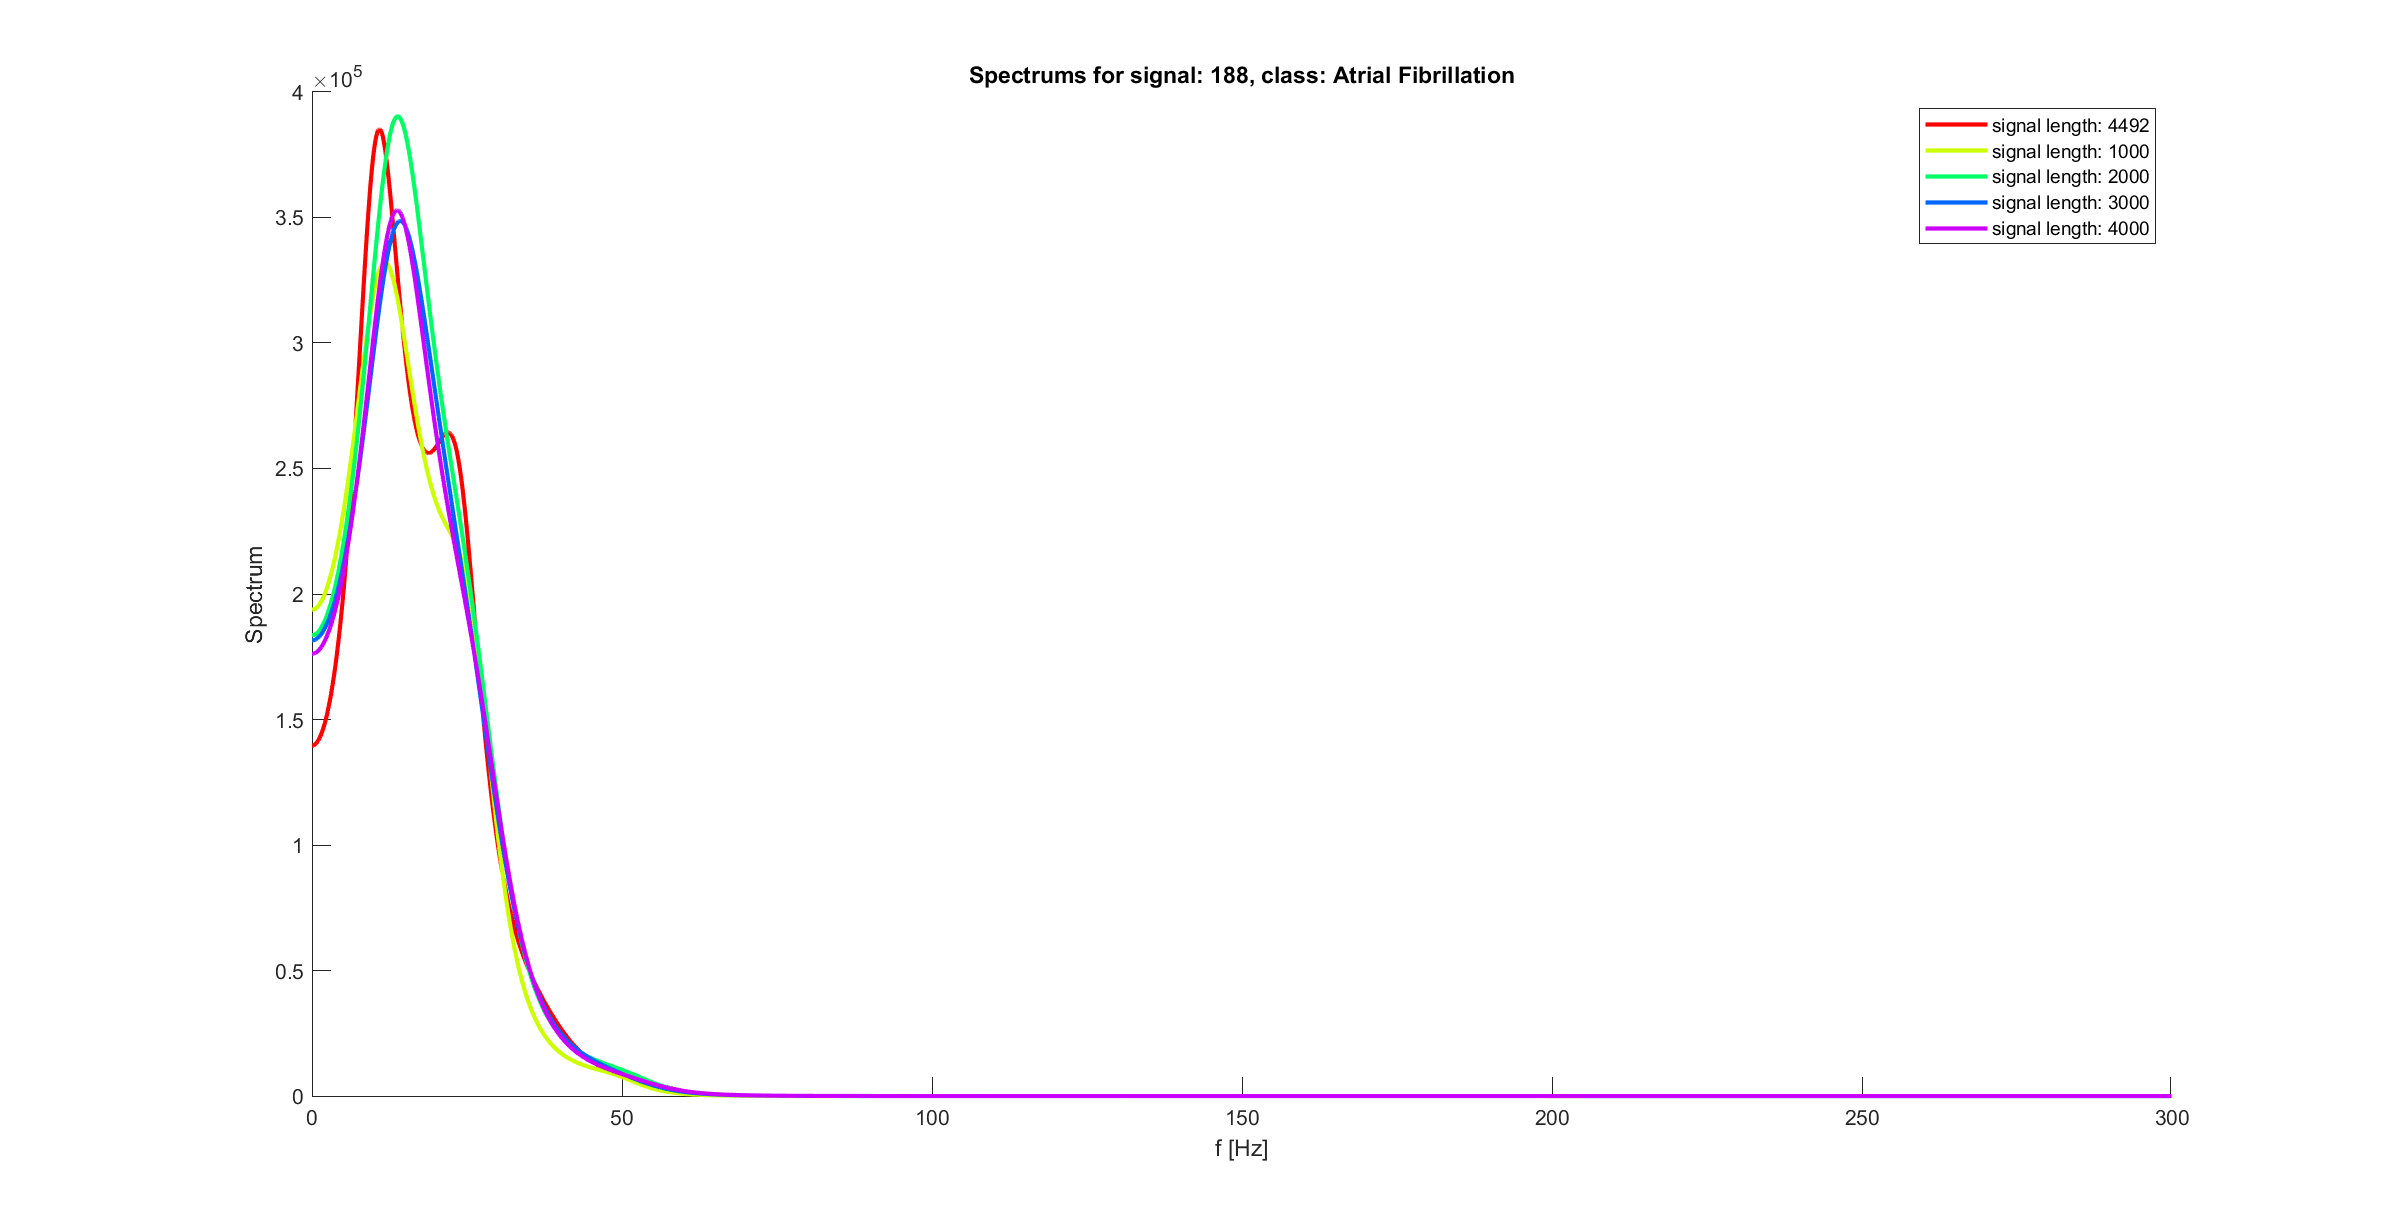 Spectrums for signal: 188, class: Atrial Fibrillation
×10^5
4
3.5
3
2.5
2
1.5
1
0.5
0
Spectrum
signal length: 4492
signal length: 1000
signal length: 2000
signal length: 3000
signal length: 4000
0 50 100 150 200 250 300
f [Hz]